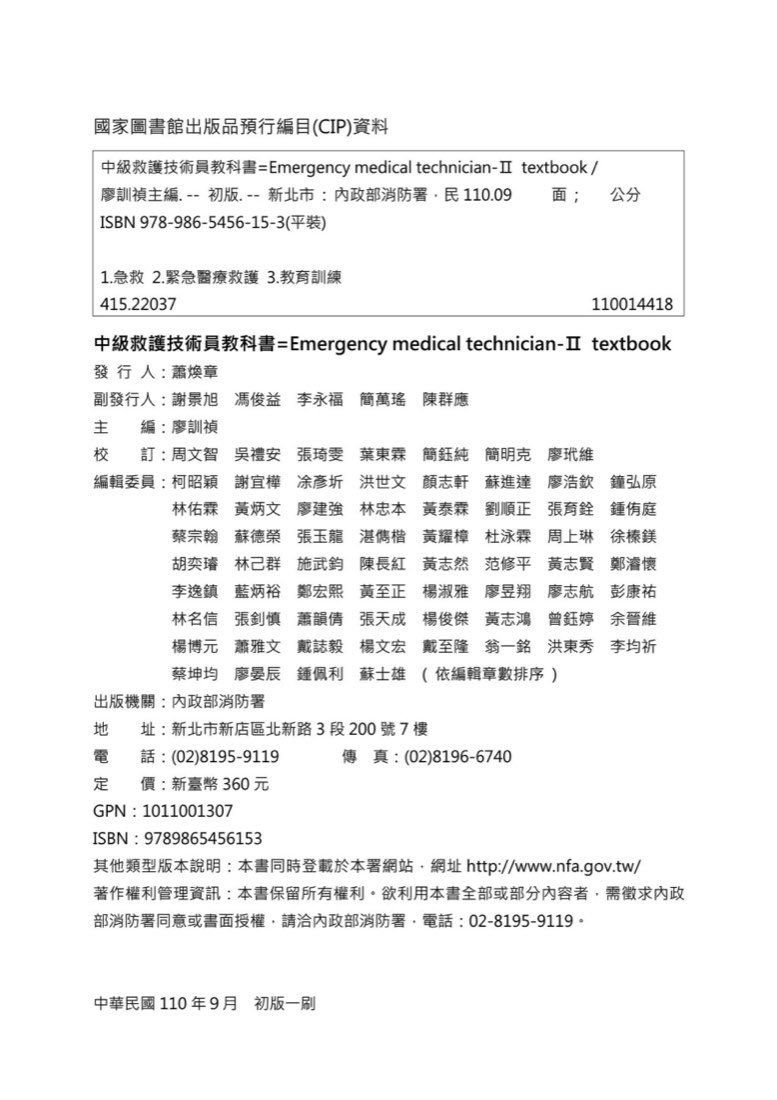 國家圖書館出版品預行編目(CIP)資料
中級救護技術員教科書=Emergency medical technician-Ⅱ textbook /
廖訓禎主編. -- 初版. -- 新北市：內政部消防署，民 110.09 面； 公分
ISBN 978-986-5456-15-3(平裝)
1.急救 2.緊急醫療救護 3.教育訓練
415.22037 110014418
中級救護技術員教科書=Emergency medical technician-Ⅱ textbook
發 行 人：蕭煥章
副發行人：謝景旭 馮俊益 李永福 簡萬瑤 陳群應
主 編：廖訓禎
校 訂：周文智 吳禮安 張琦雯 葉東霖 簡鈺純 簡明克 廖玳維
編輯委員：柯昭穎 謝宜樺 凃彥圻 洪世文 顏志軒 蘇進達 廖浩欽 鐘弘原
林佑霖 黃炳文 廖建強 林忠本 黃泰霖 劉順正 張育銓 鍾侑庭
蔡宗翰 蘇德榮 張玉龍 湛儁楷 黃耀樟 杜泳霖 周上琳 徐榛鎂
胡奕璿 林己群 施武鈞 陳長紅 黃志然 范修平 黃志賢 鄭濬懷
李逸鎮 藍炳裕 鄭宏熙 黃至正 楊淑雅 廖昱翔 廖志航 彭康祐
林名信 張釗慎 蕭韻倩 張天成 楊俊傑 黃志鴻 曾鈺婷 余晉維
楊博元 蕭雅文 戴誌毅 楊文宏 戴至隆 翁一銘 洪東秀 李均祈
蔡坤均 廖晏辰 鍾佩利 蘇士雄 （依編輯章數排序）
出版機關：內政部消防署
地 址：新北市新店區北新路 3 段 200 號 7 樓
電 話：(02)8195-9119 傳 真：(02)8196-6740
定 價：新臺幣 360 元
GPN：1011001307
ISBN：9789865456153
其他類型版本說明：本書同時登載於本署網站，網址 http://www.nfa.gov.tw/
著作權利管理資訊：本書保留所有權利。欲利用本書全部或部分內容者，需徵求內政
部消防署同意或書面授權，請洽內政部消防署，電話：02-8195-9119。
中華民國 110 年 9 月 初版一刷